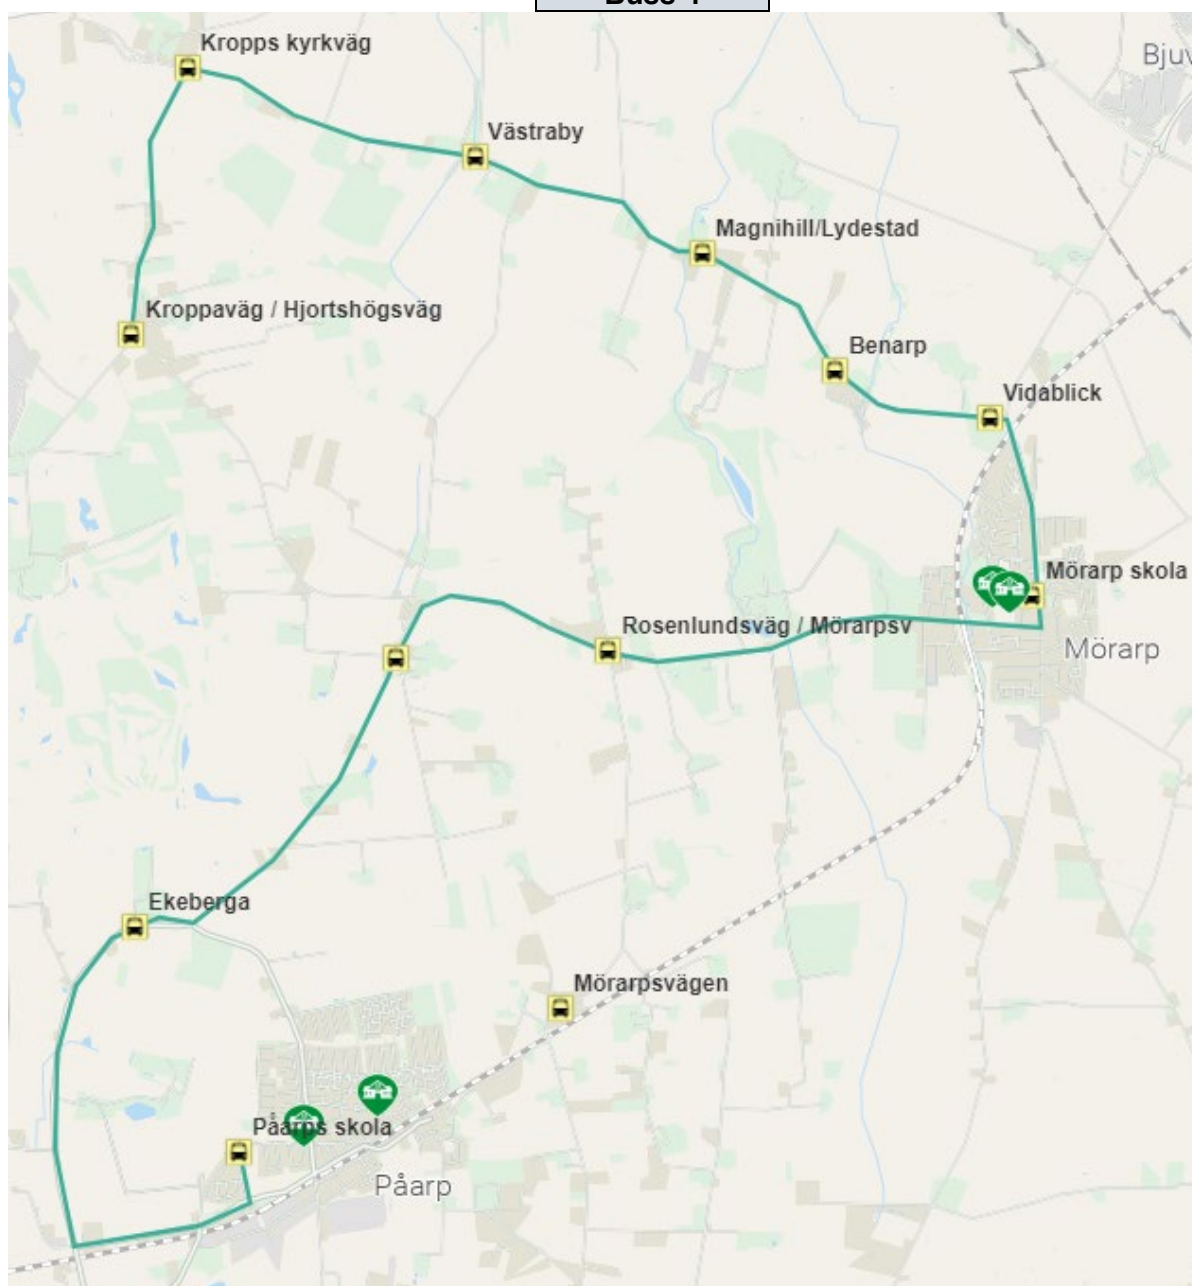 Kropps kyrkväg
Bjuv
Västraby
Magnihill/Lydestad
Kroppaväg / Hjortshögsväg
Benarp
Vidablick
Mörarp skola
Rosenlundsväg / Mörarpsv
Mörarp
Ekeberga
Mörarpsvägen
Påarps skola
Påarp